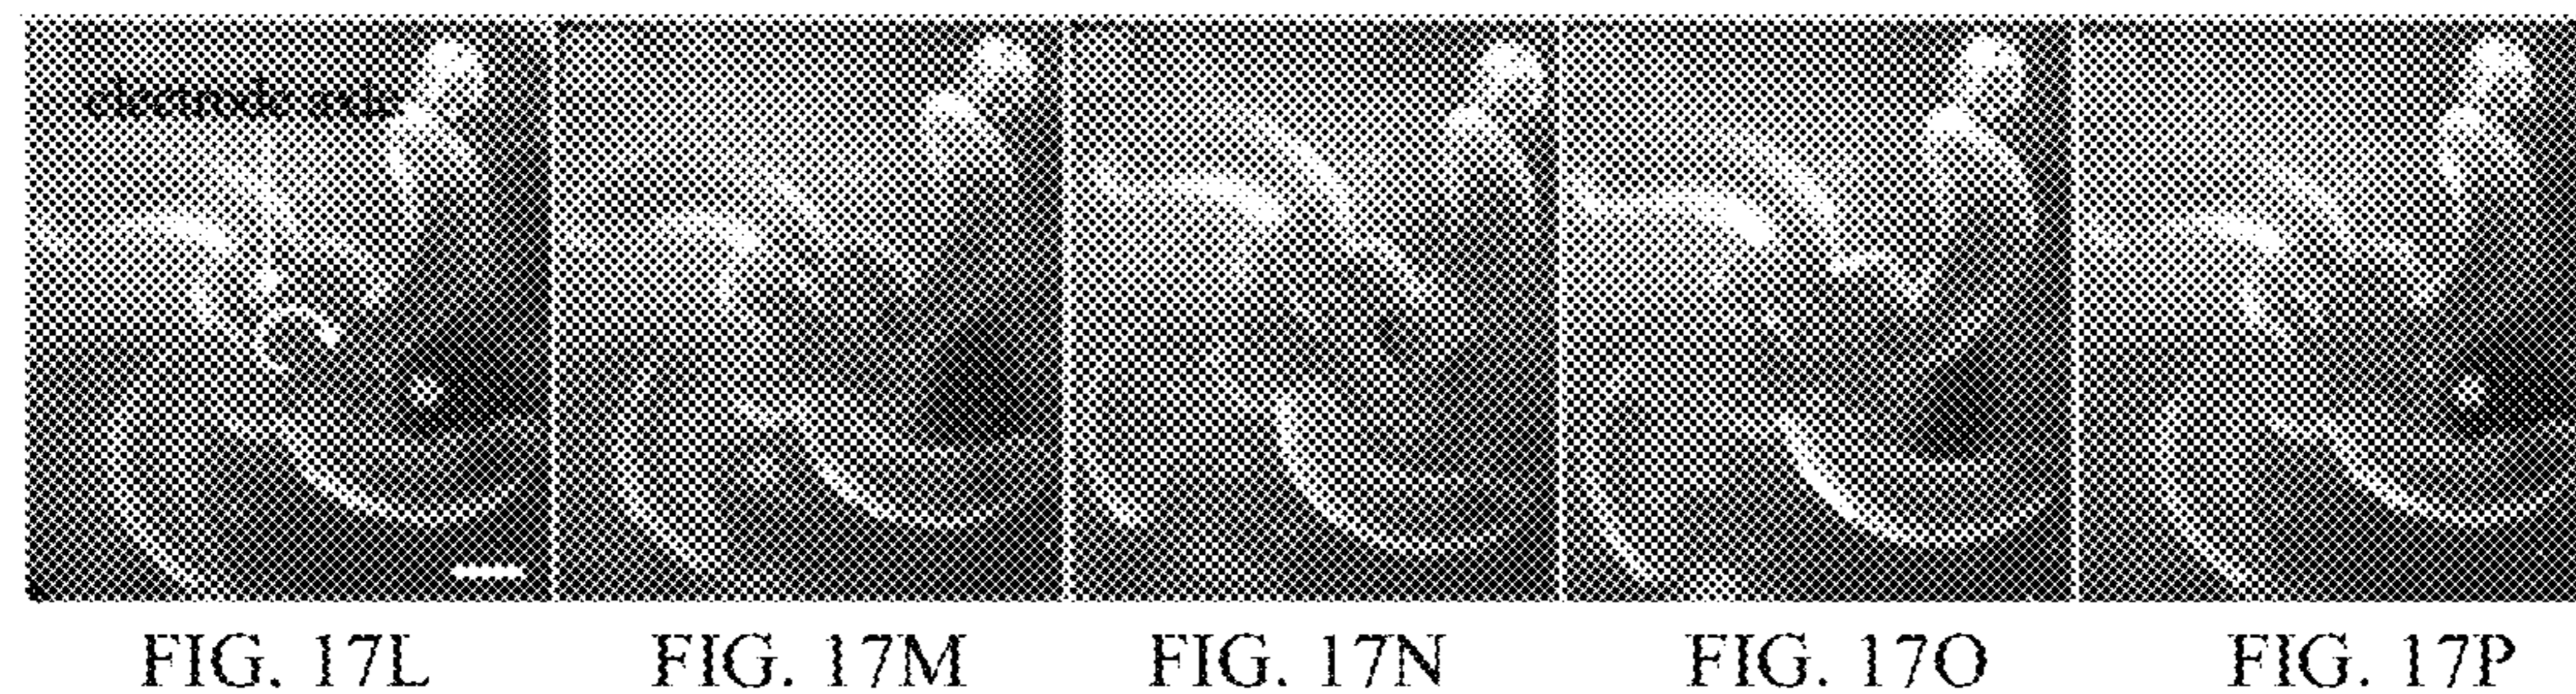 electrode axis
FIG. 17L
FIG. 17M
FIG. 17N
FIG. 17O
FIG. 17P